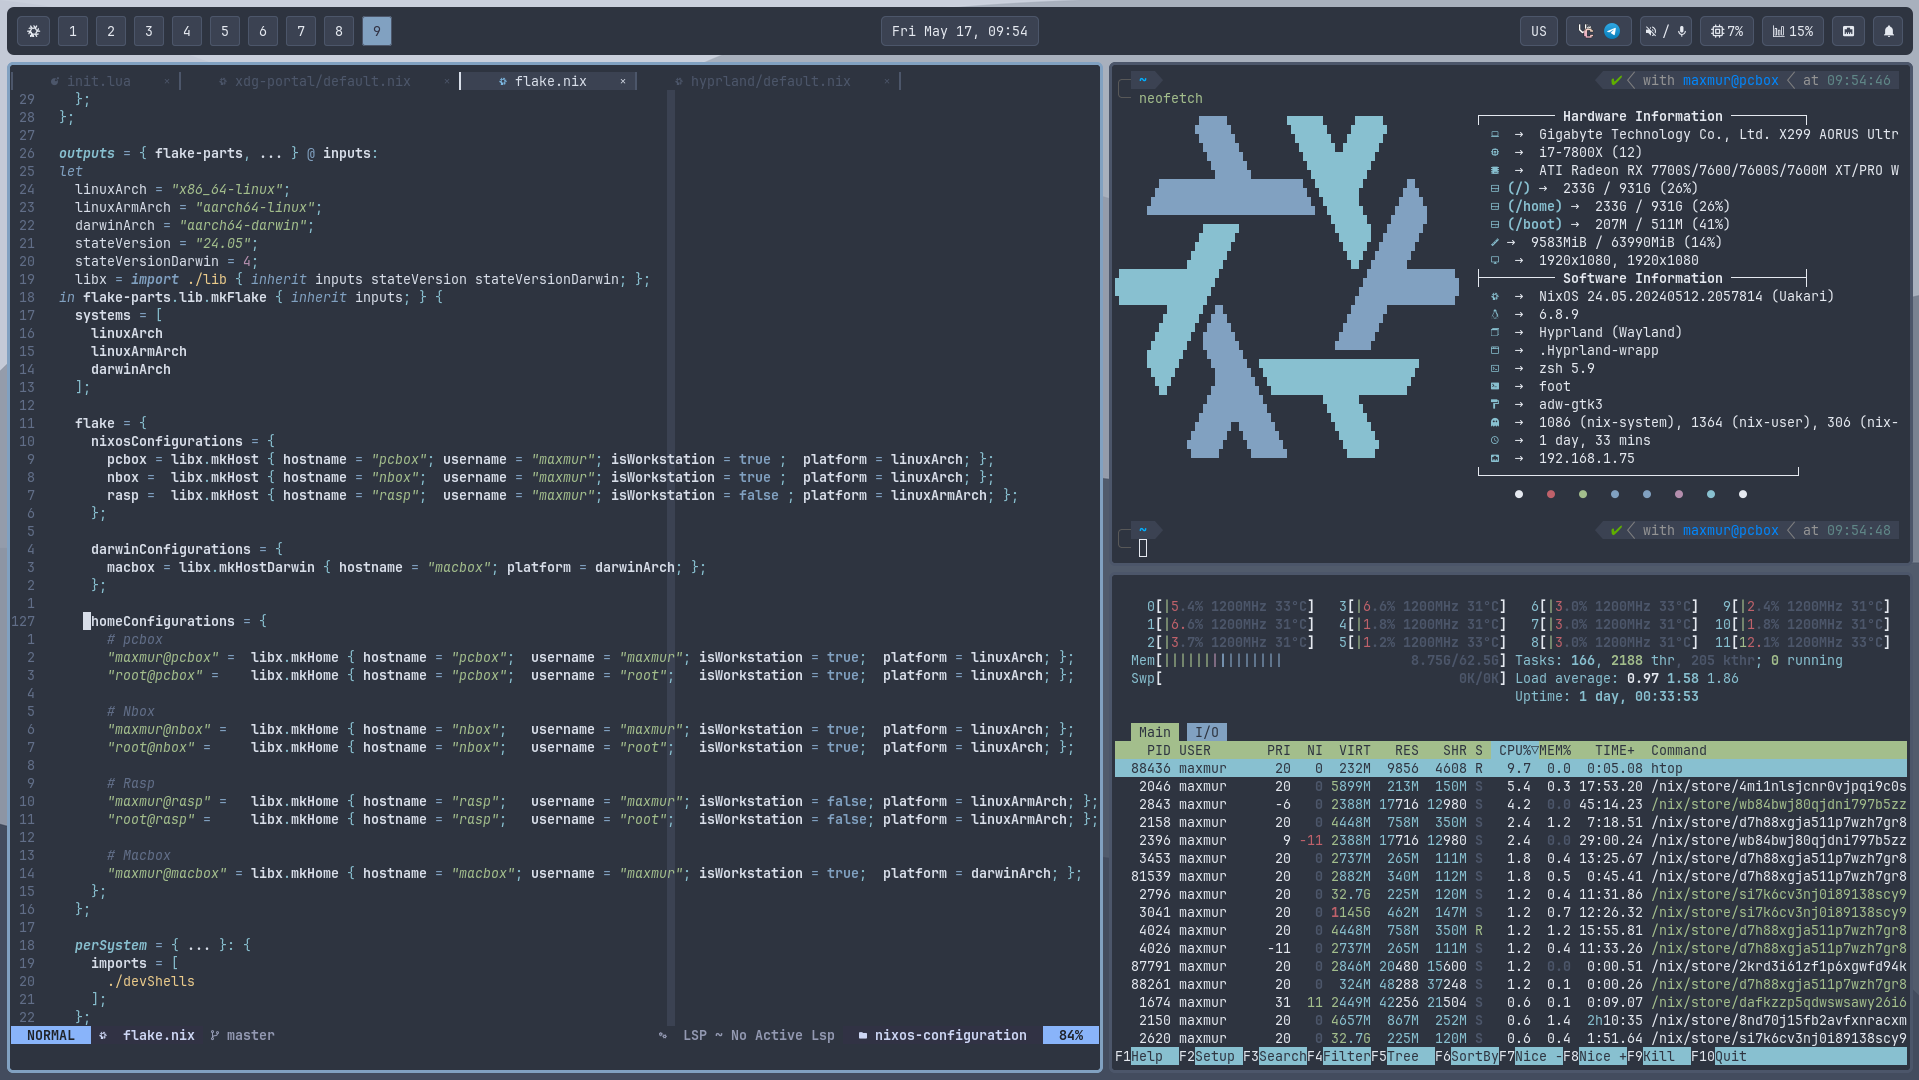 1 2 3 4 5 6 7 8 9
Fri May 17, 09:54
US
/
7%
15%
init.lua ×
xdg-portal/default.nix ×
flake.nix ×
hyprland/default.nix ×
29 };
28 };
27
26 outputs = { flake-parts, ... } @ inputs:
25 let
24 linuxArch = "x86_64-linux";
23 linuxArmArch = "aarch64-linux";
22 darwinArch = "aarch64-darwin";
21 stateVersion = "24.05";
20 stateVersionDarwin = 4;
19 libx = import ./lib { inherit inputs stateVersion stateVersionDarwin; };
18 in flake-parts.lib.mkFlake { inherit inputs; } {
17 systems = [
16 linuxArch
15 linuxArmArch
14 darwinArch
13 ];
12
11 flake = {
10 nixosConfigurations = {
9 pcbox = libx.mkHost { hostname = "pcbox"; username = "maxmur"; isWorkstation = true ; platform = linuxArch; };
8 nbox = libx.mkHost { hostname = "nbox"; username = "maxmur"; isWorkstation = true ; platform = linuxArch; };
7 rasp = libx.mkHost { hostname = "rasp"; username = "maxmur"; isWorkstation = false ; platform = linuxArmArch; };
6 };
5
4 darwinConfigurations = {
3 macbox = libx.mkHostDarwin { hostname = "macbox"; platform = darwinArch; };
2 };
1
127 homeConfigurations = {
1 # pcbox
2 "maxmur@pcbox" = libx.mkHome { hostname = "pcbox"; username = "maxmur"; isWorkstation = true; platform = linuxArch; };
3 "root@pcbox" = libx.mkHome { hostname = "pcbox"; username = "root"; isWorkstation = true; platform = linuxArch; };
4
5 # Nbox
6 "maxmur@nbox" = libx.mkHome { hostname = "nbox"; username = "maxmur"; isWorkstation = true; platform = linuxArch; };
7 "root@nbox" = libx.mkHome { hostname = "nbox"; username = "root"; isWorkstation = true; platform = linuxArch; };
8
9 # Rasp
10 "maxmur@rasp" = libx.mkHome { hostname = "rasp"; username = "maxmur"; isWorkstation = false; platform = linuxArmArch; };
11 "root@rasp" = libx.mkHome { hostname = "rasp"; username = "root"; isWorkstation = false; platform = linuxArmArch; };
12
13 # Macbox
14 "maxmur@macbox" = libx.mkHome { hostname = "macbox"; username = "maxmur"; isWorkstation = true; platform = darwinArch; };
15 };
16 };
17
18 perSystem = { ... }: {
19 imports = [
20 ./devShells
21 ];
22 };
NORMAL flake.nix master LSP ~ No Active Lsp nixos-configuration 84%
~ ✔ with maxmur@pcbox at 09:54:46
neofetch
Hardware Information
→ Gigabyte Technology Co., Ltd. X299 AORUS Ultr
→ i7-7800X (12)
→ ATI Radeon RX 7700S/7600/7600S/7600M XT/PRO W
(/) → 233G / 931G (26%)
(/home) → 233G / 931G (26%)
(/boot) → 207M / 511M (41%)
→ 9583MiB / 63990MiB (14%)
→ 1920x1080, 1920x1080
Software Information
→ NixOS 24.05.20240512.2057814 (Uakari)
→ 6.8.9
→ Hyprland (Wayland)
→ .Hyprland-wrapp
→ zsh 5.9
→ foot
→ adw-gtk3
→ 1086 (nix-system), 1364 (nix-user), 306 (nix-
→ 1 day, 33 mins
→ 192.168.1.75
~ ✔ with maxmur@pcbox at 09:54:48
0[|5.4% 1200MHz 33°C] 3[|6.6% 1200MHz 31°C] 6[|3.0% 1200MHz 33°C] 9[|2.4% 1200MHz 31°C]
1[|6.6% 1200MHz 31°C] 4[|1.8% 1200MHz 31°C] 7[|3.0% 1200MHz 31°C] 10[|1.8% 1200MHz 31°C]
2[|3.7% 1200MHz 31°C] 5[|1.2% 1200MHz 33°C] 8[|3.0% 1200MHz 31°C] 11[12.1% 1200MHz 33°C]
Mem[||||||||||||||| 8.75G/62.5G] Tasks: 166, 2188 thr, 205 kthr; 0 running
Swp[ 0K/0K] Load average: 0.97 1.58 1.86
Uptime: 1 day, 00:33:53
Main I/O
PID USER PRI NI VIRT RES SHR S CPU%▽MEM% TIME+ Command
88436 maxmur 20 0 232M 9856 4608 R 9.7 0.0 0:05.08 htop
2046 maxmur 20 0 5899M 213M 150M S 5.4 0.3 17:53.20 /nix/store/4mi1nlsjcnr0vjpqi9c0s
2843 maxmur -6 0 2388M 17716 12980 S 4.2 0.0 45:14.23 /nix/store/wb84bwj80qjdni797b5zz
2158 maxmur 20 0 4448M 758M 350M S 2.4 1.2 7:18.51 /nix/store/d7h88xgja511p7wzh7gr8
2396 maxmur 9 -11 2388M 17716 12980 S 2.4 0.0 29:00.24 /nix/store/wb84bwj80qjdni797b5zz
3453 maxmur 20 0 2737M 265M 111M S 1.8 0.4 13:25.67 /nix/store/d7h88xgja511p7wzh7gr8
81539 maxmur 20 0 2882M 340M 112M S 1.8 0.5 0:45.41 /nix/store/d7h88xgja511p7wzh7gr8
2796 maxmur 20 0 32.7G 225M 120M S 1.2 0.4 11:31.86 /nix/store/si7k6cv3nj0i89138scy9
3041 maxmur 20 0 1145G 462M 147M S 1.2 0.7 12:26.32 /nix/store/si7k6cv3nj0i89138scy9
4024 maxmur 20 0 4448M 758M 350M R 1.2 1.2 15:55.81 /nix/store/d7h88xgja511p7wzh7gr8
4026 maxmur -11 0 2737M 265M 111M S 1.2 0.4 11:33.26 /nix/store/d7h88xgja511p7wzh7gr8
87791 maxmur 20 0 2846M 20480 15600 S 1.2 0.0 0:00.51 /nix/store/2krd3i61zf1p6xgwfd94k
88261 maxmur 20 0 324M 48288 37248 S 1.2 0.1 0:00.26 /nix/store/d7h88xgja511p7wzh7gr8
1674 maxmur 31 11 2449M 42256 21504 S 0.6 0.1 0:09.07 /nix/store/dafkzzp5qdwswsawy26i6
2150 maxmur 20 0 4657M 867M 252M S 0.6 1.4 2h10:35 /nix/store/8nd70j15fb2avfxnracxm
2620 maxmur 20 0 32.7G 225M 120M S 0.6 0.4 1:51.64 /nix/store/si7k6cv3nj0i89138scy9
F1Help F2Setup F3SearchF4FilterF5Tree F6SortByF7Nice -F8Nice +F9Kill F10Quit